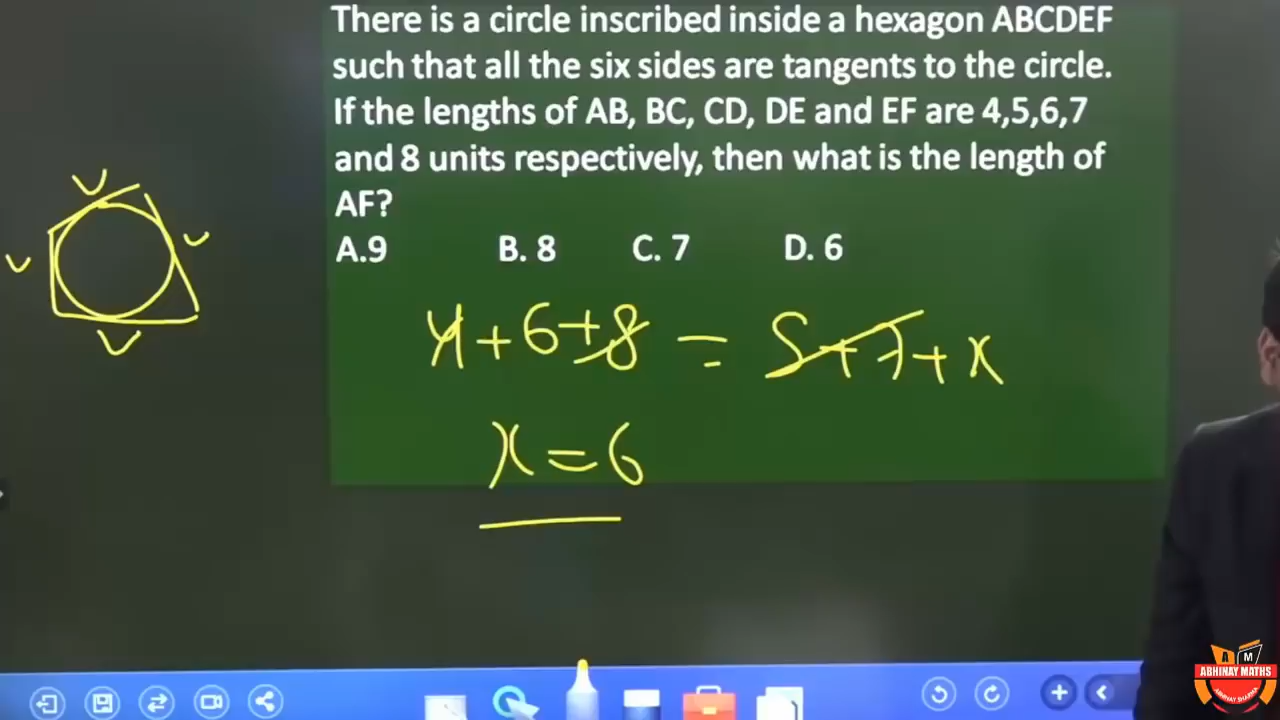 There is a circle inscribed inside a hexagon ABCDEF
such that all the six sides are tangents to the circle.
If the lengths of AB, BC, CD, DE and EF are 4,5,6,7
and 8 units respectively, then what is the length of
AF?
A.9 B. 8 C. 7 D. 6
4+6+8 = 5+7+x
x=6
A M
ABHINAY MATHS
ABHINAY SHARMA